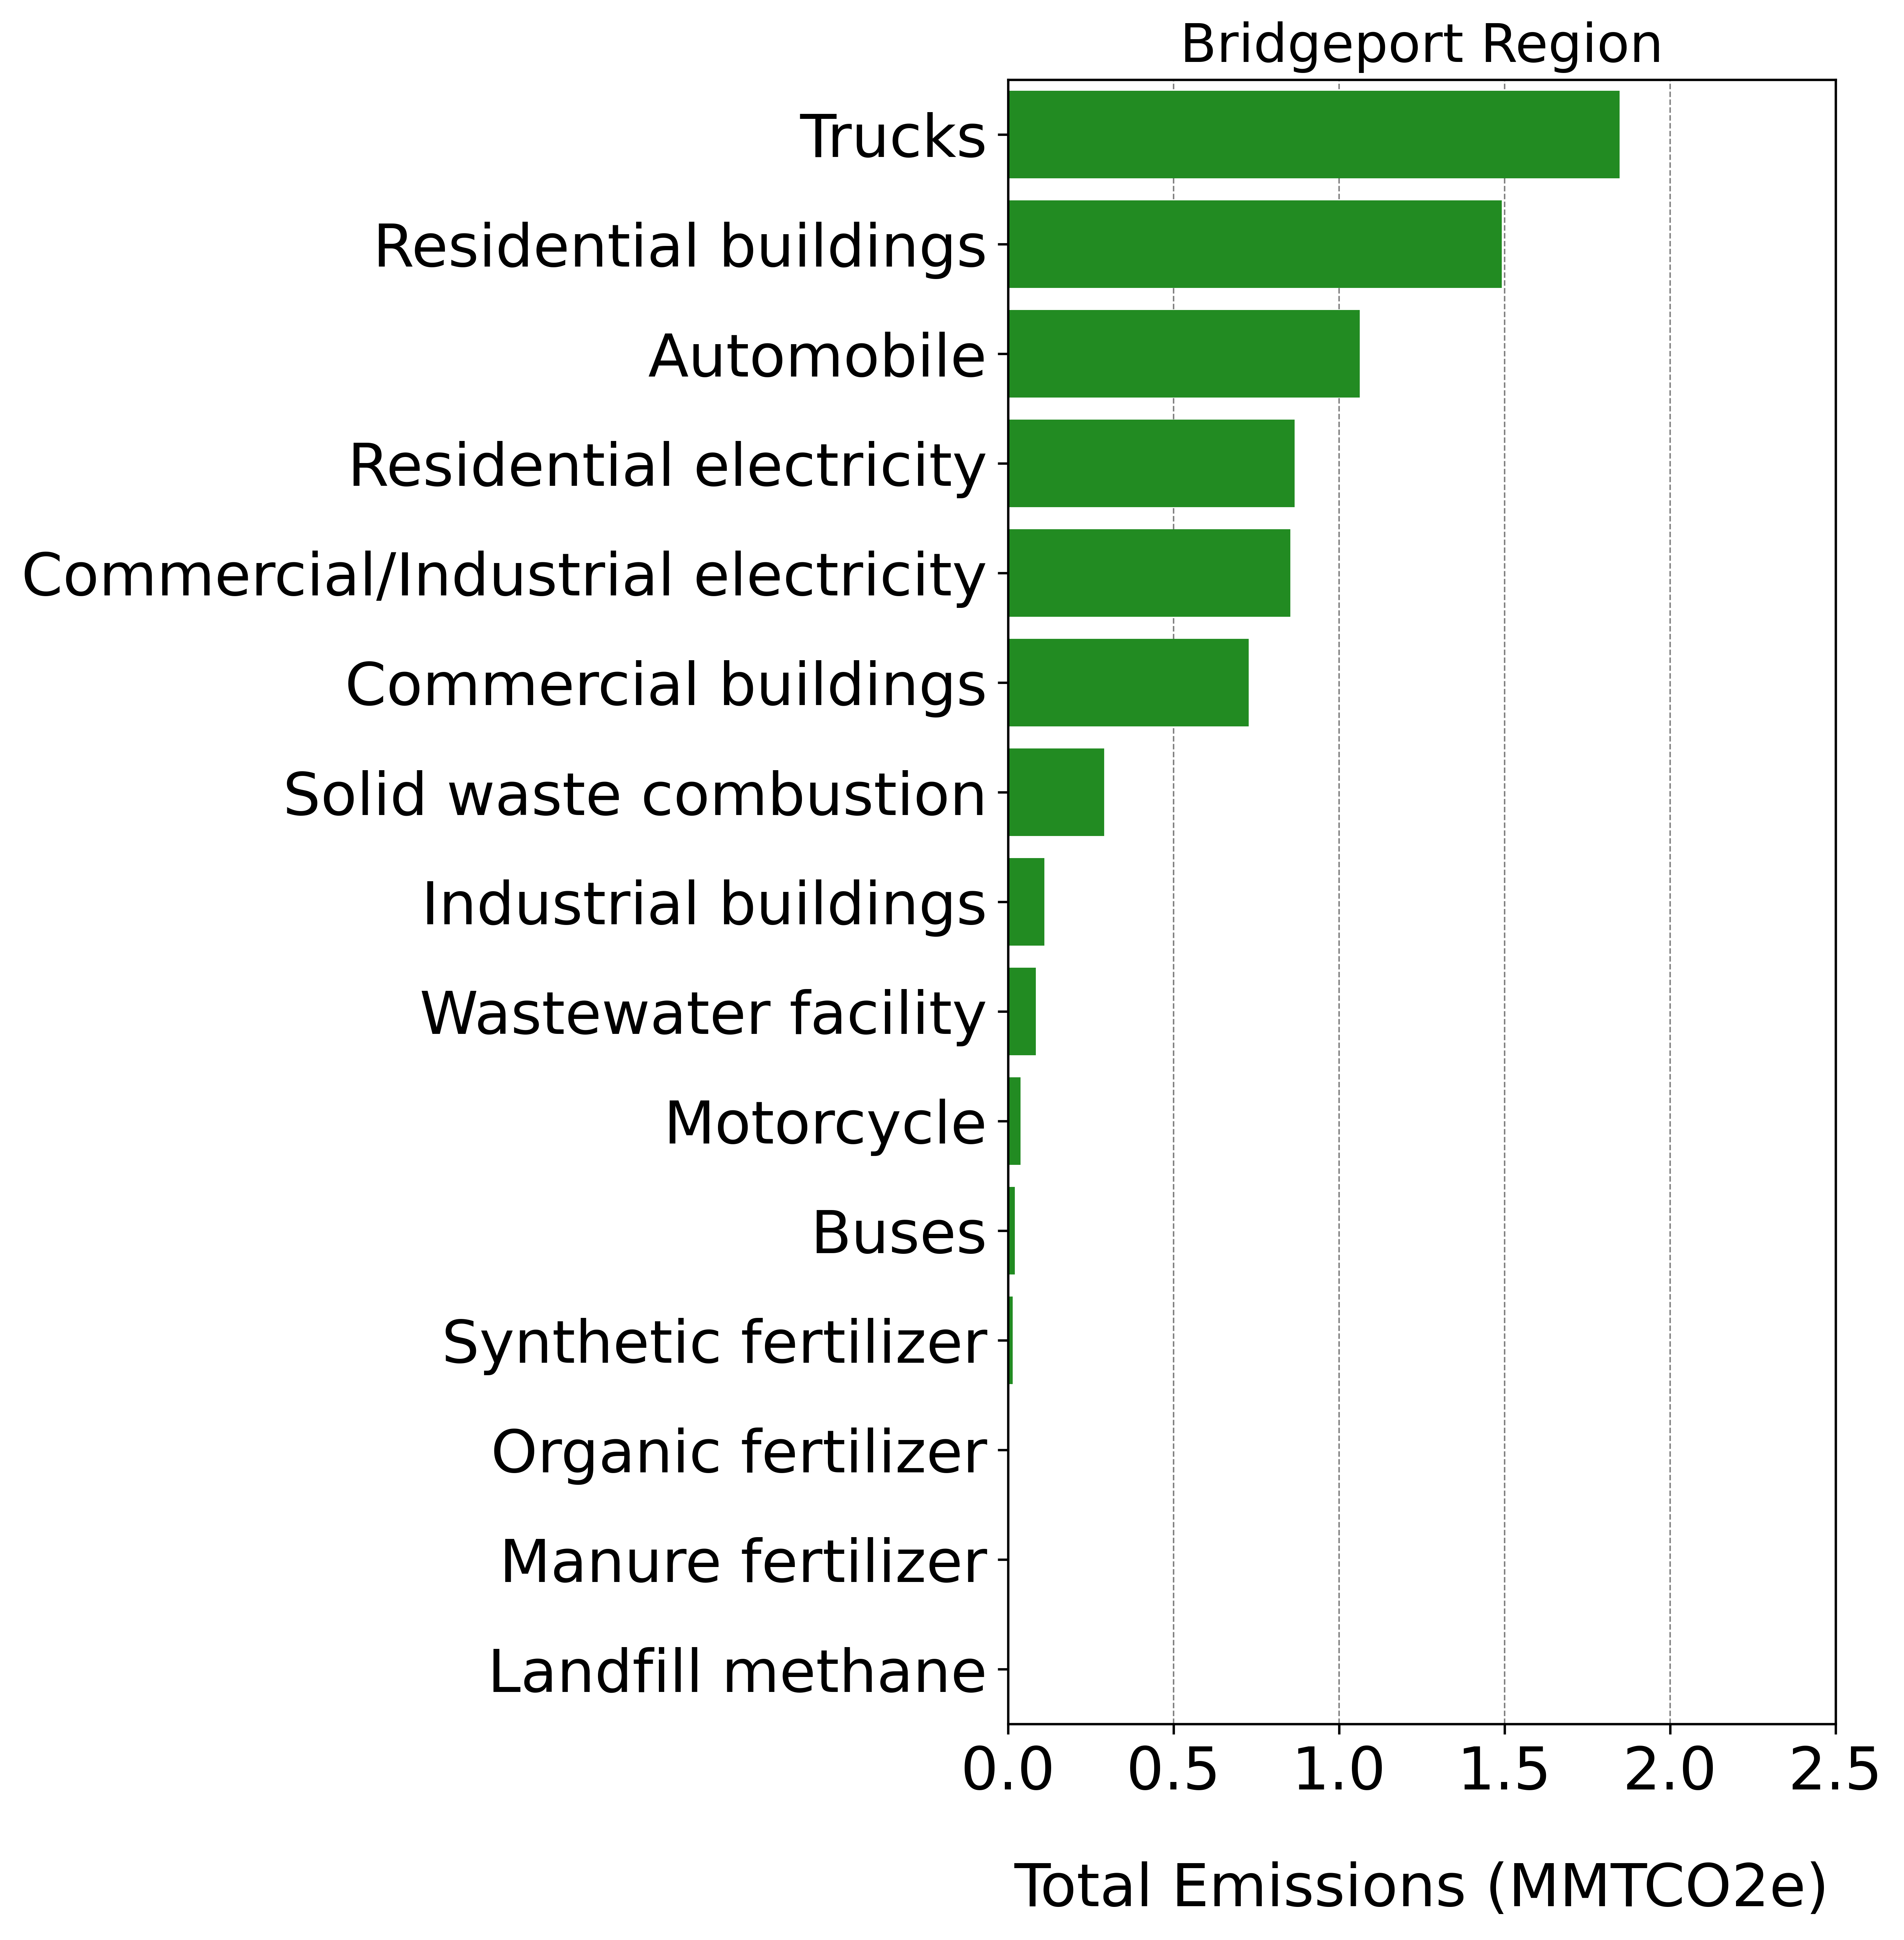 Bridgeport Region
Trucks
Residential buildings
Automobile
Residential electricity
Commercial/Industrial electricity
Commercial buildings
Solid waste combustion
Industrial buildings
Wastewater facility
Motorcycle
Buses
Synthetic fertilizer
Organic fertilizer
Manure fertilizer
Landfill methane
0.0 0.5 1.0 1.5 2.0 2.5
Total Emissions (MMTCO2e)